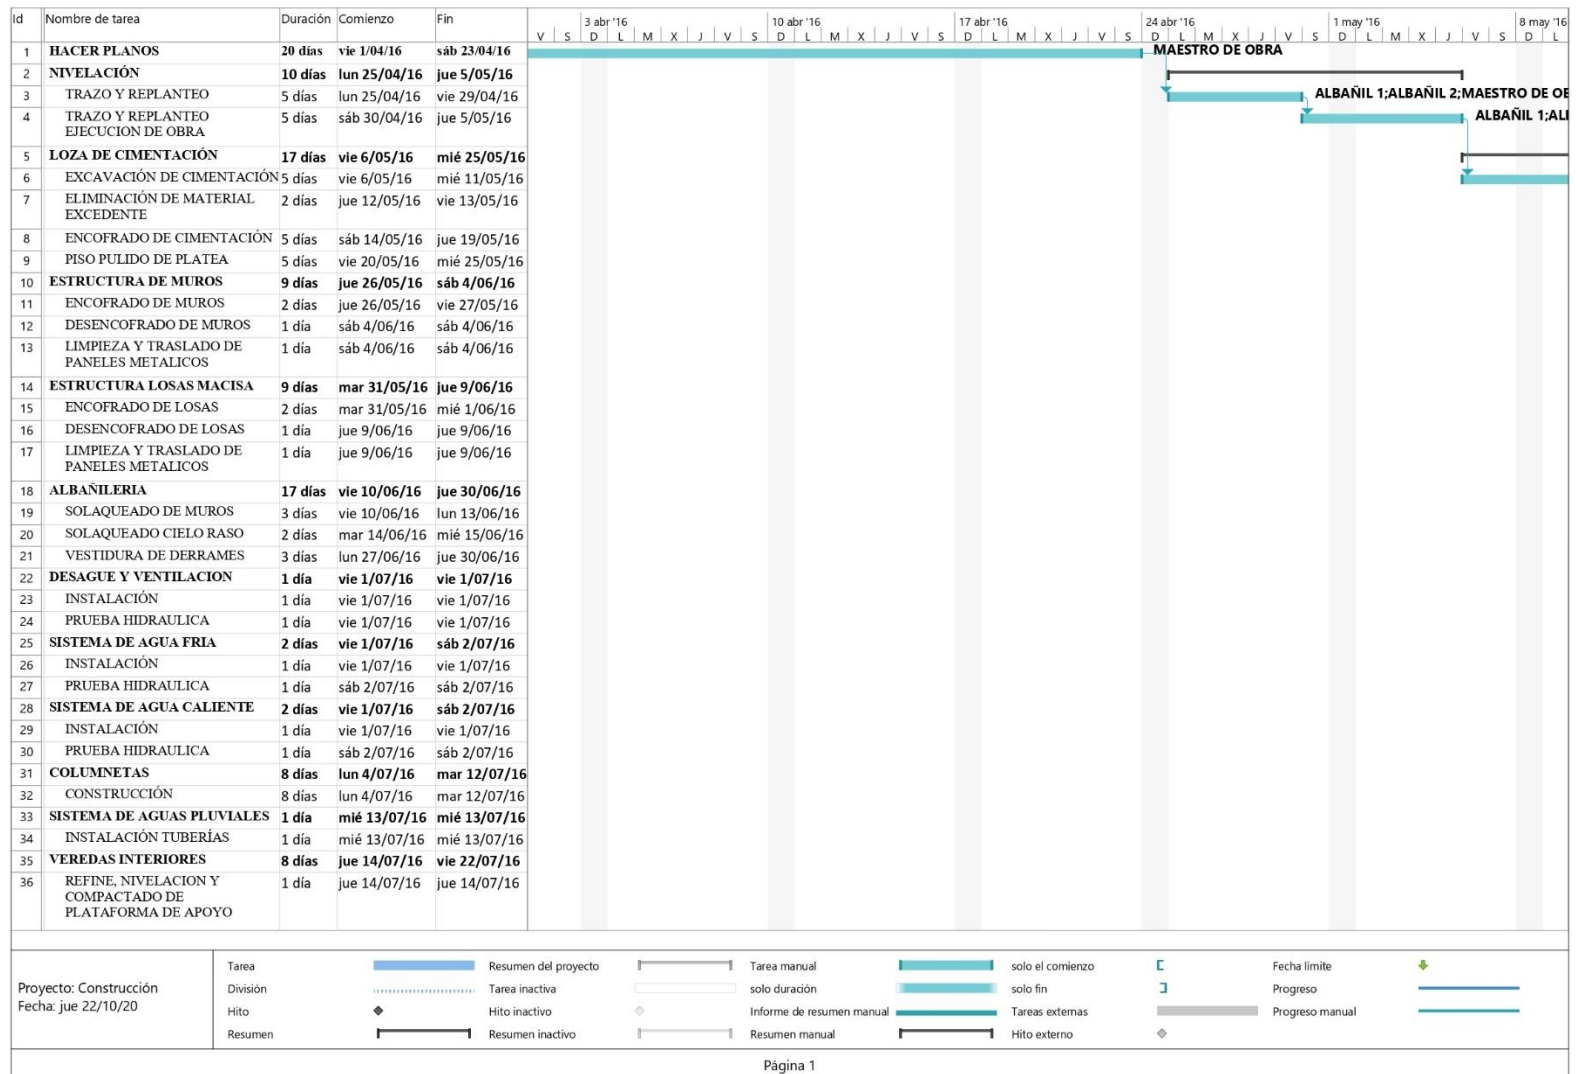 Id Nombre de tarea Duración Comienzo Fin
3 abr '16 10 abr '16 17 abr '16 24 abr '16 1 may '16 8 may '16
V S D L M X J V S D L M X J V S D L M X J V S D L M X J V S D L M X J V S D L
1 HACER PLANOS 20 días vie 1/04/16 sáb 23/04/16 MAESTRO DE OBRA
2 NIVELACIÓN 10 días lun 25/04/16 jue 5/05/16
3 TRAZO Y REPLANTEO 5 días lun 25/04/16 vie 29/04/16 ALBAÑIL 1;ALBAÑIL 2;MAESTRO DE OB
4 TRAZO Y REPLANTEO 5 días sáb 30/04/16 jue 5/05/16 ALBAÑIL 1;ALI
EJECUCION DE OBRA
5 LOZA DE CIMENTACIÓN 17 días vie 6/05/16 mié 25/05/16
6 EXCAVACIÓN DE CIMENTACIÓN 5 días vie 6/05/16 mié 11/05/16
7 ELIMINACIÓN DE MATERIAL 2 días jue 12/05/16 vie 13/05/16
EXCEDENTE
8 ENCOFRADO DE CIMENTACIÓN 5 días sáb 14/05/16 jue 19/05/16
9 PISO PULIDO DE PLATEA 5 días vie 20/05/16 mié 25/05/16
10 ESTRUCTURA DE MUROS 9 días jue 26/05/16 sáb 4/06/16
11 ENCOFRADO DE MUROS 2 días jue 26/05/16 vie 27/05/16
12 DESENCOFRADO DE MUROS 1 día sáb 4/06/16 sáb 4/06/16
13 LIMPIEZA Y TRASLADO DE 1 día sáb 4/06/16 sáb 4/06/16
PANELES METALICOS
14 ESTRUCTURA LOSAS MACISA 9 días mar 31/05/16 jue 9/06/16
15 ENCOFRADO DE LOSAS 2 días mar 31/05/16 mié 1/06/16
16 DESENCOFRADO DE LOSAS 1 día jue 9/06/16 jue 9/06/16
17 LIMPIEZA Y TRASLADO DE 1 día jue 9/06/16 jue 9/06/16
PANELES METALICOS
18 ALBAÑILERIA 17 días vie 10/06/16 jue 30/06/16
19 SOLAQUEADO DE MUROS 3 días vie 10/06/16 lun 13/06/16
20 SOLAQUEADO CIELO RASO 2 días mar 14/06/16 mié 15/06/16
21 VESTIDURA DE DERRAMES 3 días lun 27/06/16 jue 30/06/16
22 DESAGUE Y VENTILACION 1 día vie 1/07/16 vie 1/07/16
23 INSTALACIÓN 1 día vie 1/07/16 vie 1/07/16
24 PRUEBA HIDRAULICA 1 día vie 1/07/16 vie 1/07/16
25 SISTEMA DE AGUA FRIA 2 días vie 1/07/16 sáb 2/07/16
26 INSTALACIÓN 1 día vie 1/07/16 vie 1/07/16
27 PRUEBA HIDRAULICA 1 día sáb 2/07/16 sáb 2/07/16
28 SISTEMA DE AGUA CALIENTE 2 días vie 1/07/16 sáb 2/07/16
29 INSTALACIÓN 1 día vie 1/07/16 vie 1/07/16
30 PRUEBA HIDRAULICA 1 día sáb 2/07/16 sáb 2/07/16
31 COLUMNETAS 8 días lun 4/07/16 mar 12/07/16
32 CONSTRUCCIÓN 8 días lun 4/07/16 mar 12/07/16
33 SISTEMA DE AGUAS PLUVIALES 1 día mié 13/07/16 mié 13/07/16
34 INSTALACIÓN TUBERÍAS 1 día mié 13/07/16 mié 13/07/16
35 VEREDAS INTERIORES 8 días jue 14/07/16 vie 22/07/16
36 REFINE, NIVELACION Y 1 día jue 14/07/16 jue 14/07/16
COMPACTADO DE
PLATAFORMA DE APOYO
Proyecto: Construcción
Fecha: jue 22/10/20
Tarea Resumen del proyecto Tarea manual solo el comienzo Fecha límite
División Tarea inactiva solo duración solo fin Progreso
Hito Hito inactivo Informe de resumen manual Tareas externas Progreso manual
Resumen Resumen inactivo Resumen manual Hito externo
Página 1